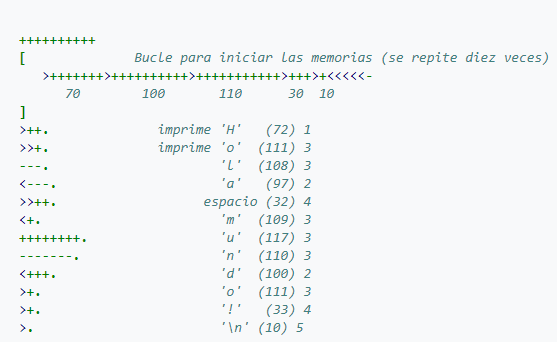 ++++++++++
[ Bucle para iniciar las memorias (se repite diez veces)
>+++++++>++++++++++>+++++++++++>+++>+<<<<<-
70 100 110 30 10
]
>++. imprime 'H' (72) 1
>>+. imprime 'o' (111) 3
---. 'l' (108) 3
<---. 'a' (97) 2
>>++. espacio (32) 4
<+. 'm' (109) 3
++++++++. 'u' (117) 3
-------. 'n' (110) 3
<+++. 'd' (100) 2
>+. 'o' (111) 3
>+. '!' (33) 4
>. '\n' (10) 5